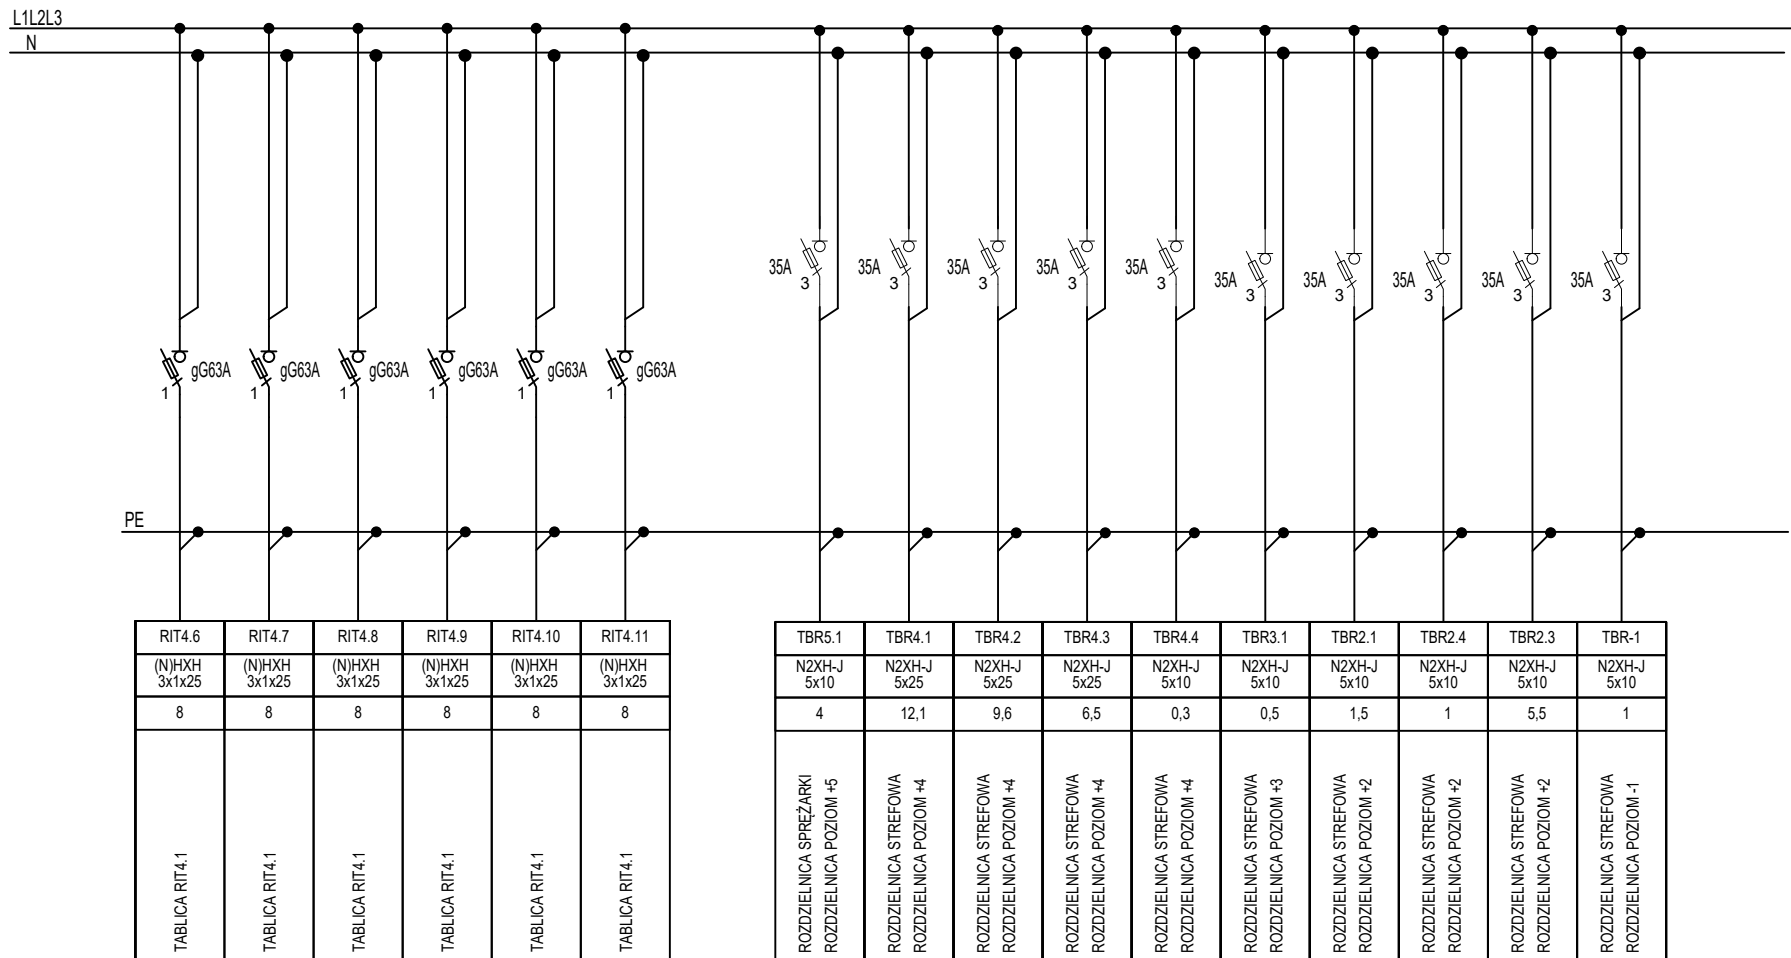 L1L2L3
N
35A
3
35A
3
35A
3
35A
3
35A
3
35A
3
35A
3
35A
3
35A
3
35A
3
gG63A
1
gG63A
1
gG63A
1
gG63A
1
gG63A
1
gG63A
1
PE
RIT4.6 RIT4.7 RIT4.8 RIT4.9 RIT4.10 RIT4.11
(N)HXH (N)HXH (N)HXH (N)HXH (N)HXH (N)HXH
3x1x25 3x1x25 3x1x25 3x1x25 3x1x25 3x1x25
8 8 8 8 8 8
TABLICA RIT4.1
TABLICA RIT4.1
TABLICA RIT4.1
TABLICA RIT4.1
TABLICA RIT4.1
TABLICA RIT4.1
TBR5.1 TBR4.1 TBR4.2 TBR4.3 TBR4.4 TBR3.1 TBR2.1 TBR2.4 TBR2.3 TBR-1
N2XH-J N2XH-J N2XH-J N2XH-J N2XH-J N2XH-J N2XH-J N2XH-J N2XH-J N2XH-J
5x10 5x25 5x25 5x25 5x10 5x10 5x10 5x10 5x10 5x10
4 12,1 9,6 6,5 0,3 0,5 1,5 1 5,5 1
ROZDZIELNICA SPRĘŻARKI
ROZDZIELNICA POZIOM +5
ROZDZIELNICA STREFOWA
ROZDZIELNICA POZIOM +4
ROZDZIELNICA STREFOWA
ROZDZIELNICA POZIOM +4
ROZDZIELNICA STREFOWA
ROZDZIELNICA POZIOM +4
ROZDZIELNICA STREFOWA
ROZDZIELNICA POZIOM +4
ROZDZIELNICA STREFOWA
ROZDZIELNICA POZIOM +3
ROZDZIELNICA STREFOWA
ROZDZIELNICA POZIOM +2
ROZDZIELNICA STREFOWA
ROZDZIELNICA POZIOM +2
ROZDZIELNICA STREFOWA
ROZDZIELNICA POZIOM +2
ROZDZIELNICA STREFOWA
ROZDZIELNICA POZIOM -1